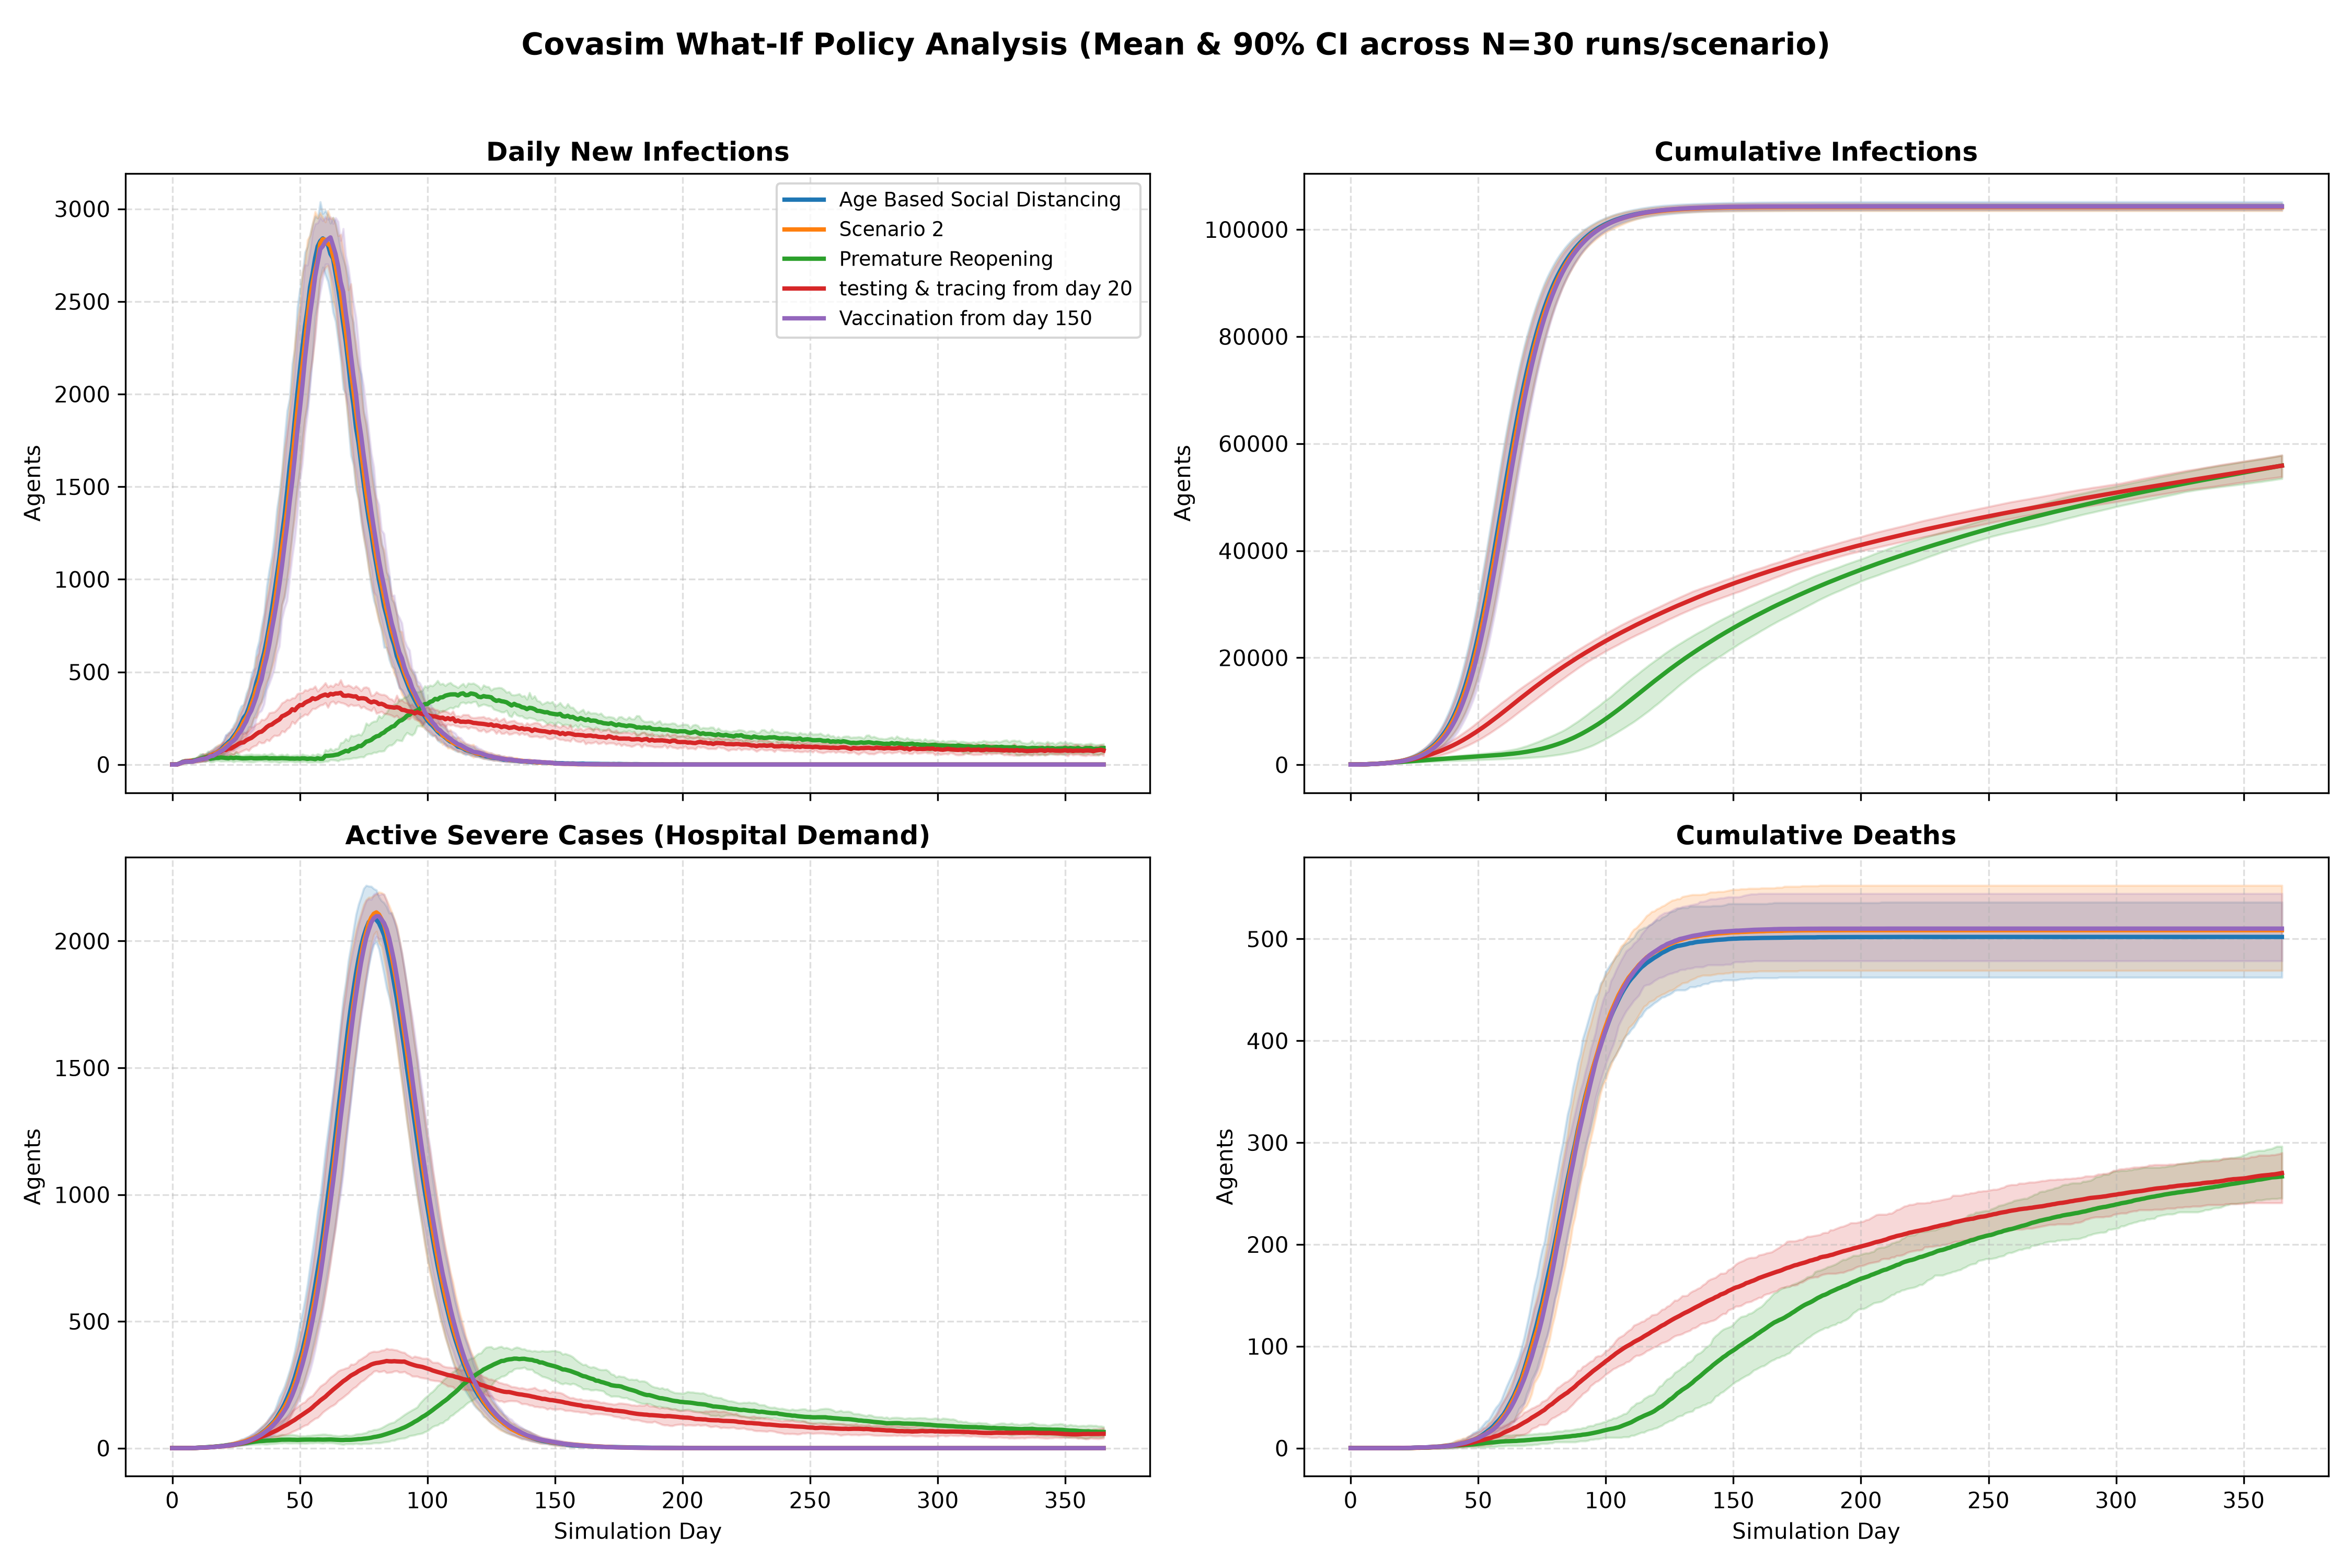 Covasim What-If Policy Analysis (Mean & 90% CI across N=30 runs/scenario)
Daily New Infections
Agents
3000
2500
2000
1500
1000
500
0
Age Based Social Distancing
Scenario 2
Premature Reopening
testing & tracing from day 20
Vaccination from day 150
Cumulative Infections
Agents
100000
80000
60000
40000
20000
0
Active Severe Cases (Hospital Demand)
Agents
2000
1500
1000
500
0
0 50 100 150 200 250 300 350
Simulation Day
Cumulative Deaths
Agents
500
400
300
200
100
0
0 50 100 150 200 250 300 350
Simulation Day